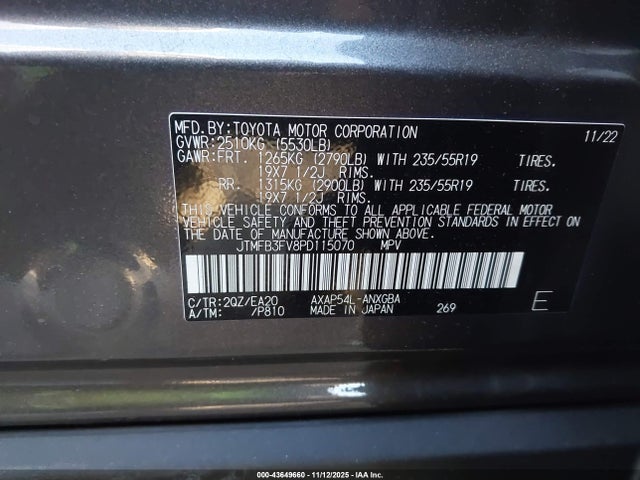 MFD.BY:TOYOTA MOTOR CORPORATION 11/22
GVWR:2510KG (5530LB)
GAWR:FRT. 1265KG (2790LB) WITH 235/55R19 TIRES.
19X7 1/2J RIMS.
RR. 1315KG (2900LB) WITH 235/55R19 TIRES.
19X7 1/2J RIMS.
THIS VEHICLE CONFORMS TO ALL APPLICABLE FEDERAL MOTOR
VEHICLE SAFETY AND THEFT PREVENTION STANDARDS IN EFFECT
ON THE DATE OF MANUFACTURE SHOWN ABOVE.
JTMFB3FV8PD115070 MPV
C/TR:2QZ/EA20 AXAP54L-ANXGBA
A/TM: /P810 MADE IN JAPAN 269 E
000-43649660 - 11/12/2025 - IAA Inc.